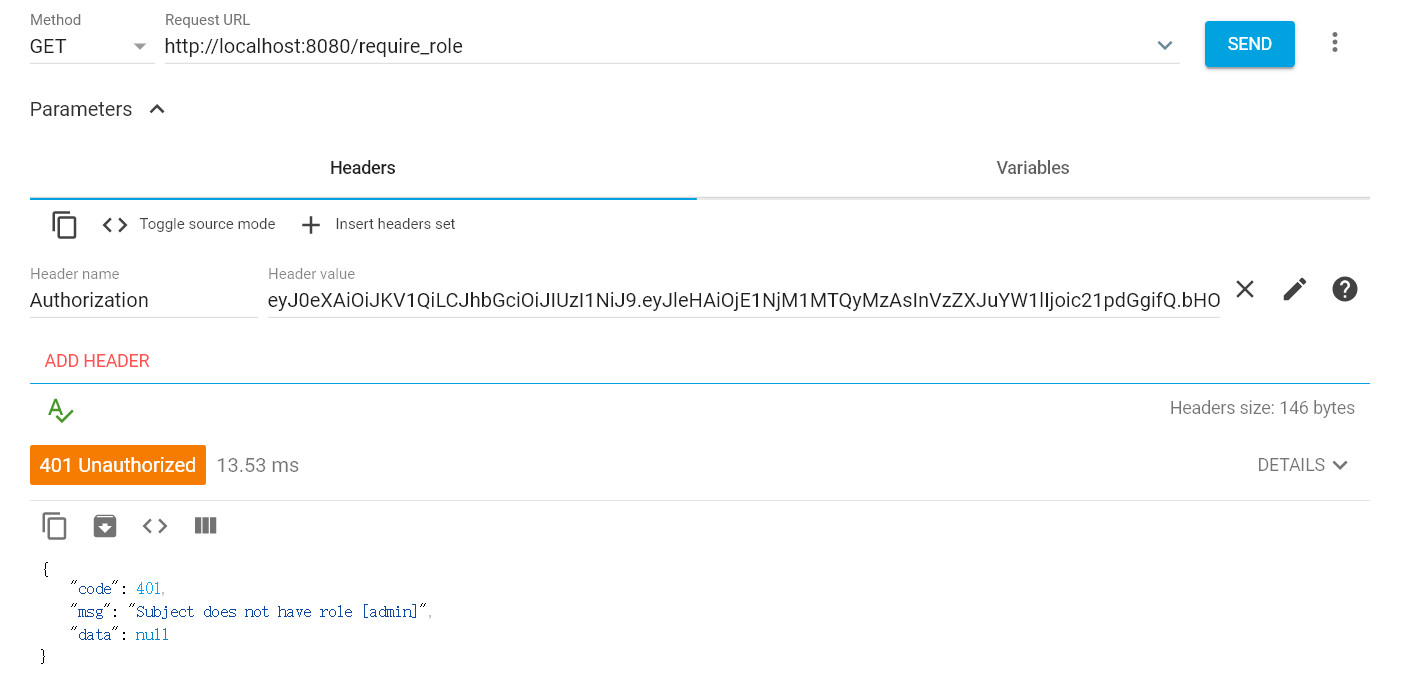 Method
Request URL
GET
http://localhost:8080/require_role
SEND
Parameters
Headers
Variables
Toggle source mode
Insert headers set
Header name
Header value
Authorization
eyJ0eXAiOiJKV1QiLCJhbGciOiJIUzI1NiJ9.eyJleHAiOjE1NjM1MTQyMzAsInVzZXJuYW1lIjoic21pdGgifQ.bHO
ADD HEADER
Headers size: 146 bytes
401 Unauthorized
13.53 ms
DETAILS
{
"code": 401,
"msg": "Subject does not have role [admin]",
"data": null
}